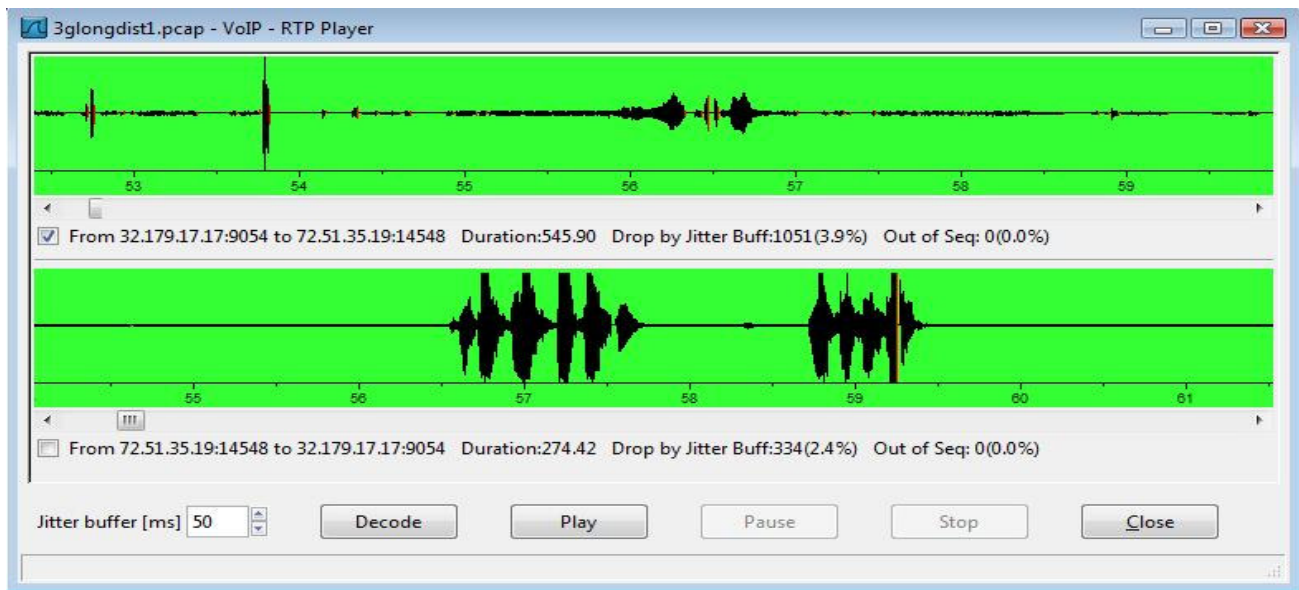 3glongdist1.pcap - VoIP - RTP Player
53 54 55 56 57 58 59
From 32.179.17.17:9054 to 72.51.35.19:14548 Duration:545.90 Drop by Jitter Buff:1051(3.9%) Out of Seq: 0(0.0%)
55 56 57 58 59 60 61
From 72.51.35.19:14548 to 32.179.17.17:9054 Duration:274.42 Drop by Jitter Buff:334(2.4%) Out of Seq: 0(0.0%)
Jitter buffer [ms] 50 Decode Play Pause Stop Close